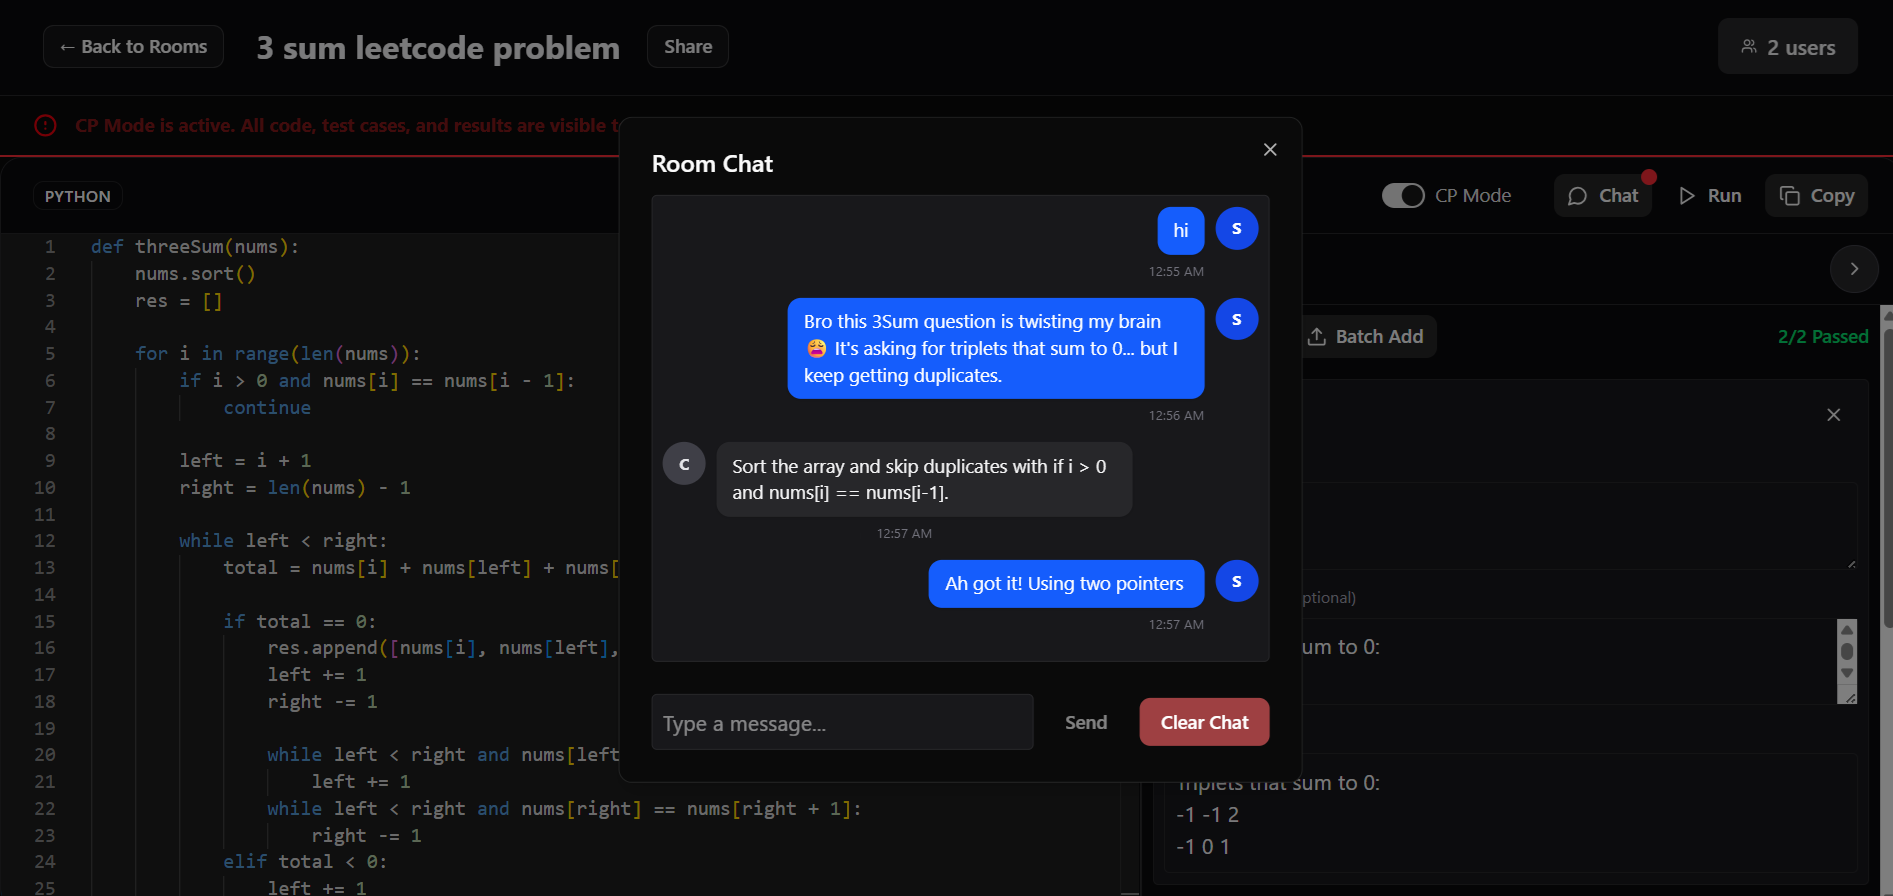 ← Back to Rooms
3 sum leetcode problem
Share
2 users
CP Mode is active. All code, test cases, and results are visible t
PYTHON
CP Mode
Chat
Run
Copy
1 def threeSum(nums):
2 nums.sort()
3 res = []
4
5 for i in range(len(nums)):
6 if i > 0 and nums[i] == nums[i - 1]:
7 continue
8
9 left = i + 1
10 right = len(nums) - 1
11
12 while left < right:
13 total = nums[i] + nums[left] + nums[
14
15 if total == 0:
16 res.append([nums[i], nums[left],
17 left += 1
18 right -= 1
19
20 while left < right and nums[left
21 left += 1
22 while left < right and nums[right] == nums[right + 1]:
23 right -= 1
24 elif total < 0:
25 left += 1
Room Chat
hi
S
12:55 AM
Bro this 3Sum question is twisting my brain
😩 It's asking for triplets that sum to 0... but I
keep getting duplicates.
S
12:56 AM
C
Sort the array and skip duplicates with if i > 0
and nums[i] == nums[i-1].
12:57 AM
Ah got it! Using two pointers
S
12:57 AM
Type a message...
Send
Clear Chat
Batch Add
2/2 Passed
ptional)
um to 0:
Triplets that sum to 0:
-1 -1 2
-1 0 1